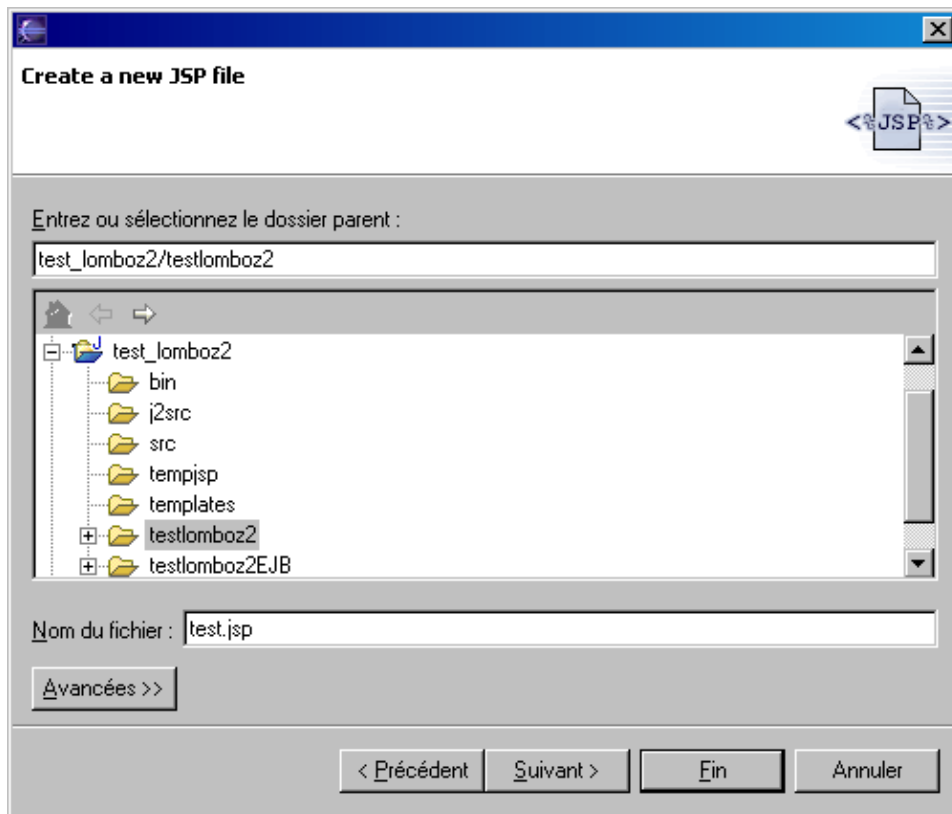 Create a new JSP file
<%JSP%>
Entrez ou sélectionnez le dossier parent :
test_lomboz2/testlomboz2
test_lomboz2
bin
j2src
src
tempjsp
templates
testlomboz2
testlomboz2EJB
Nom du fichier : test.jsp
Avancées >>
< Précédent Suivant > Fin Annuler